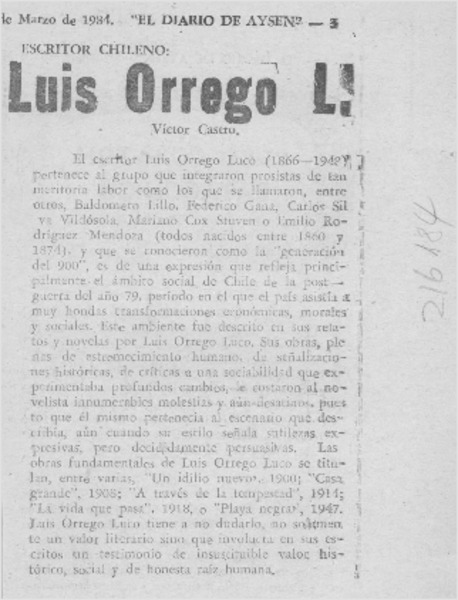 de Marzo de 1984. "EL DIARIO DE AYSEN" — 3
ESCRITOR CHILENO:
Luis Orrego L
Víctor Castro.
El escritor Luis Orrego Luco (1866—1948)
pertenece al grupo que integraron prosistas de tan
meritoria labor como los que se llamaron, entre
otros, Baldomero Lillo, Federico Gana, Carlos Sil
va Vildósola, Mariano Cox Stuven o Emilio Ro-
dríguez Mendoza (todos nacidos entre 1860 y
1874), y que se conocieron como la "generación
del 900", es de una expresión que refleja princi-
palmente el ámbito social de Chile de la post—
guerra del año 79, período en el que el país asistía a
muy hondas transformaciones económicas, morales
y sociales. Este ambiente fue descrito en sus rela-
tos y novelas por Luis Orrego Luco. Sus obras, ple-
nas de estremecimiento humano, de señalizacio-
nes históricas, de críticas a una sociabilidad que ex-
perimentaba profundos cambios, le costaron al no-
velista innumerables molestias y aún desatinos, pues
to que él mismo pertenecía al escenario que des-
cribía, aún cuando su estilo señala sutilezas ex-
presivas, pero decididamente persuasivas. Las
obras fundamentales de Luis Orrego Luco se titu-
lan, entre varias, "Un idilio nuevo", 1900; "Casa
grande", 1908; "A través de la tempestad", 1914;
"La vida que pasa", 1918, o "Playa negra", 1947.
Luis Orrego Luco tiene a no dudarlo, no solamen
te un valor literario sino que involucra en sus es-
critos un testimonio de insustituible valor his-
tórico, social y de honesta raíz humana.
216184